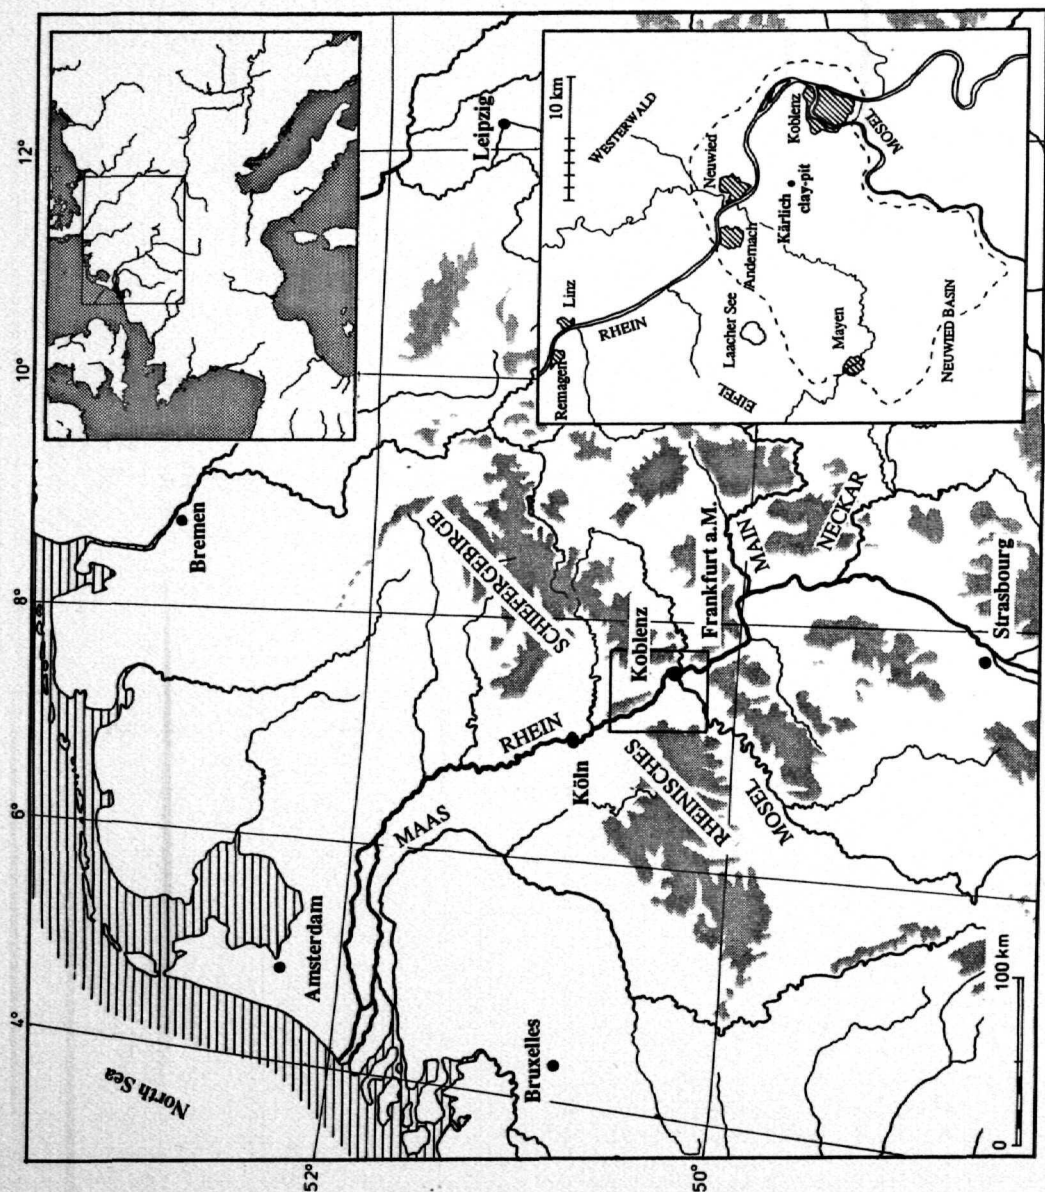 4°
6°
8°
10°
12°
52°
50°
North Sea
Bremen
Leipzig
Amsterdam
RHEIN
MAAS
Bruxelles
Köln
SCHIEFERGEBIRGE
RHEINISCHES
Koblenz
Frankfurt a.M.
MAIN
MOSEL
NECKAR
Strasbourg
0 100 km
10 km
WESTERWALD
Remagen
Linz
RHEIN
Neuwied
Andernach
Laacher See
EIFEL
Koblenz
Kärlich
clay-pit
MOSEL
Mayen
NEUWIED BASIN